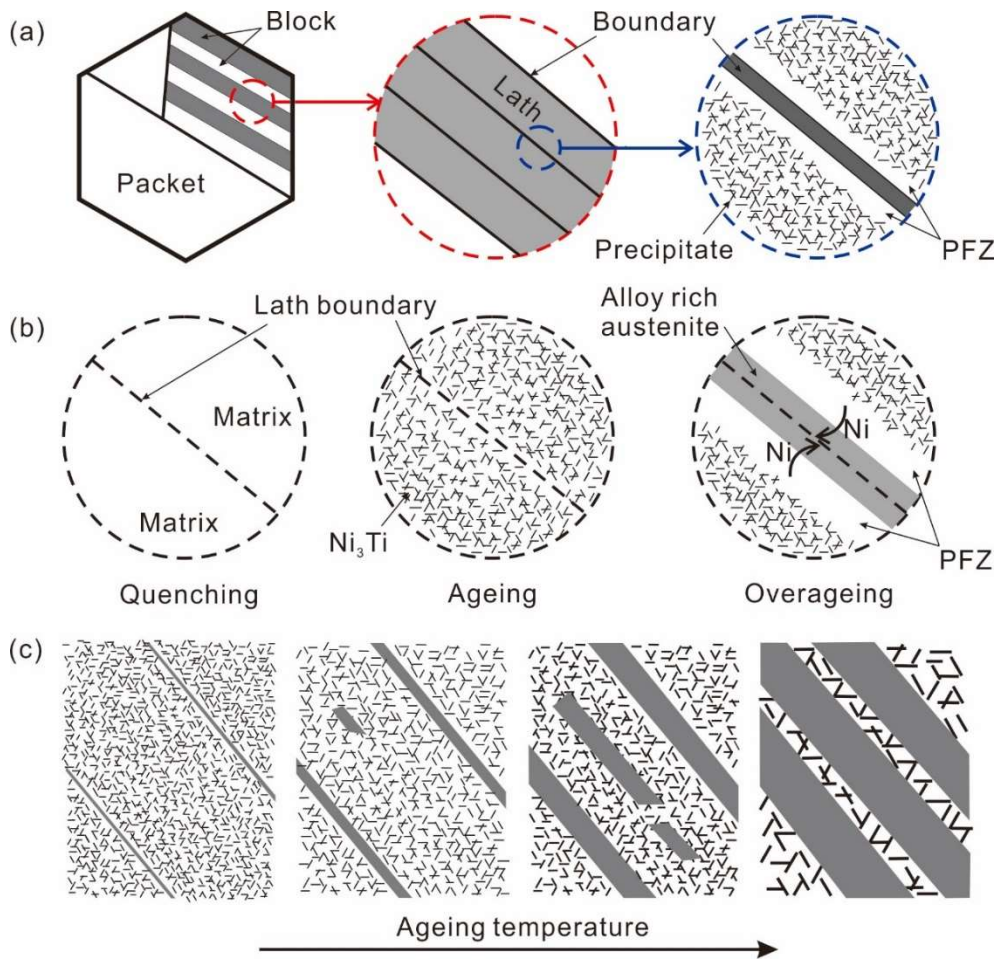 (a)
Block
Packet
Boundary
Lath
Precipitate
PFZ
(b)
Lath boundary
Matrix
Matrix
Quenching
Ni₃Ti
Ageing
Alloy rich
austenite
Ni
Ni
PFZ
Overageing
(c)
Ageing temperature